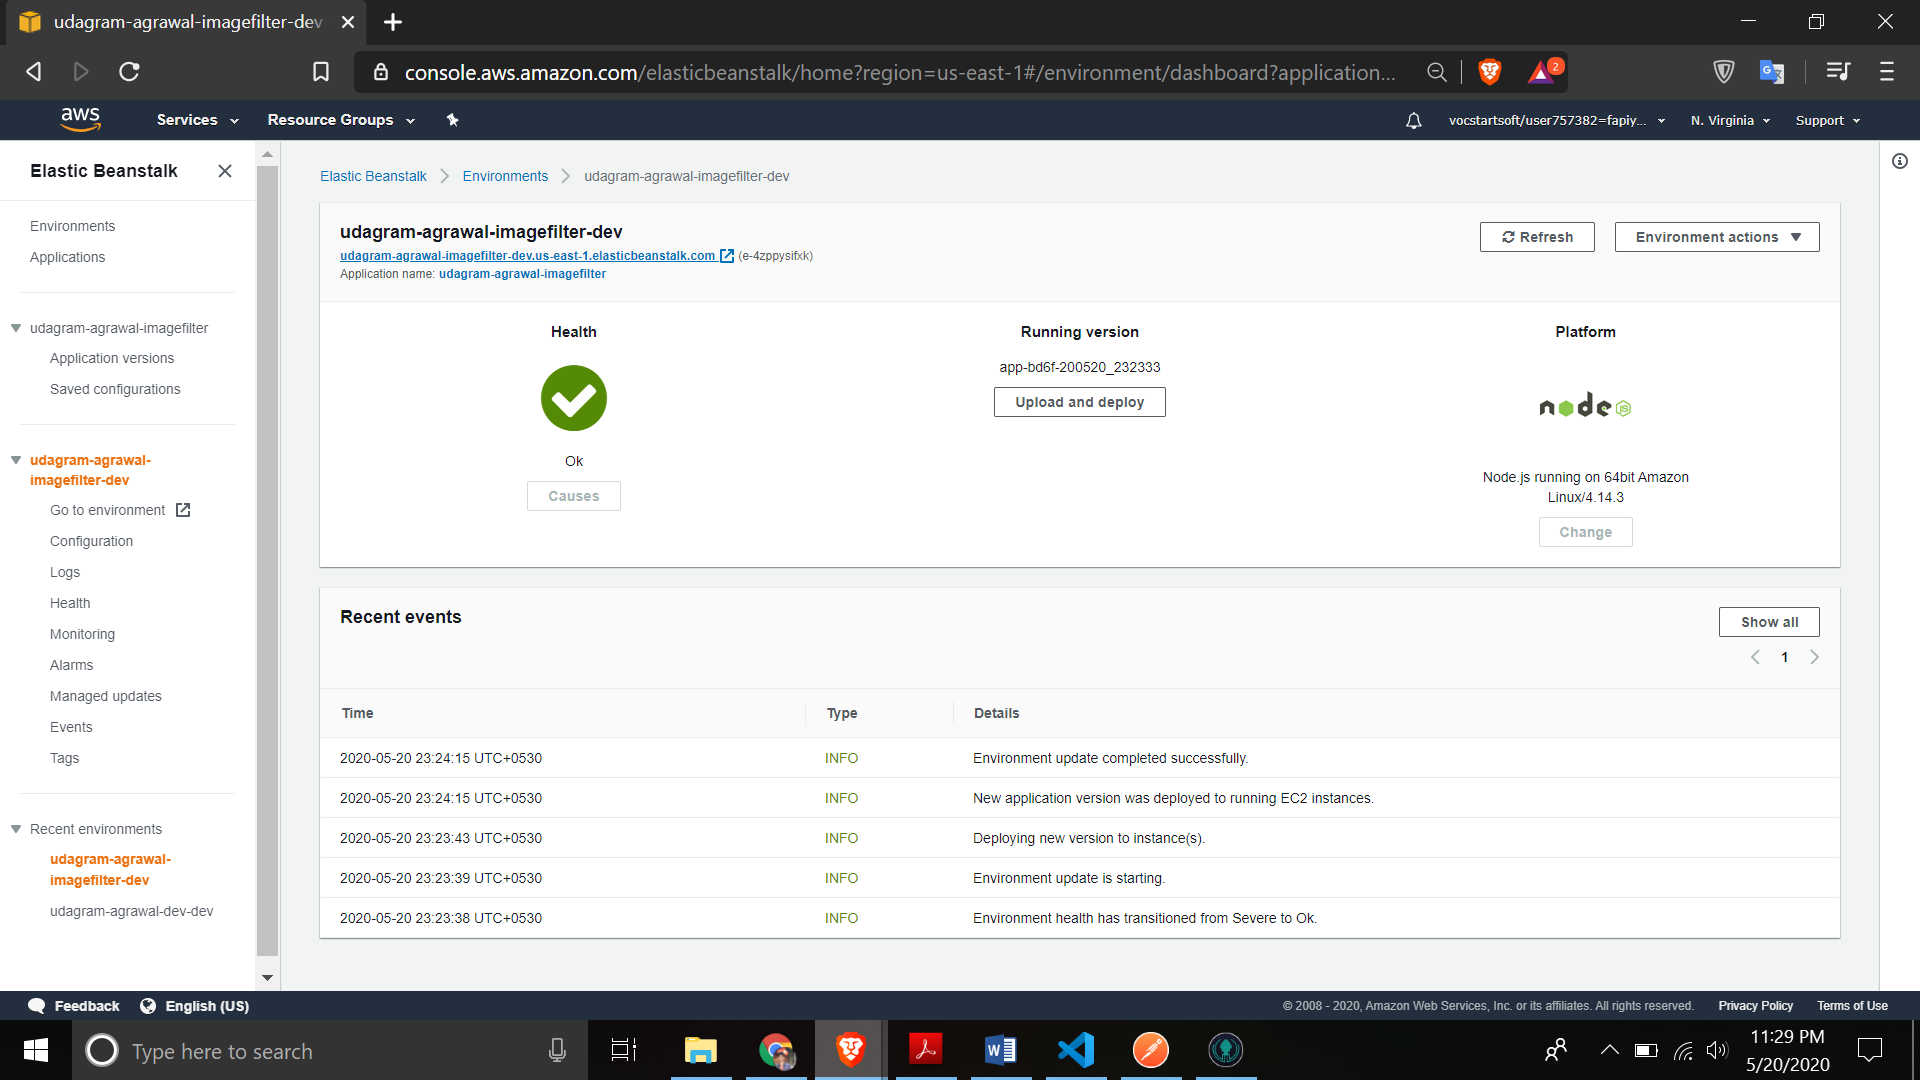 udagram-agrawal-imagefilter-dev
console.aws.amazon.com/elasticbeanstalk/home?region=us-east-1#/environment/dashboard?application...
2
aws
Services
Resource Groups
vocstartsoft/user757382=fapiy...
N. Virginia
Support
Elastic Beanstalk
Environments
Applications
udagram-agrawal-imagefilter
Application versions
Saved configurations
udagram-agrawal-
imagefilter-dev
Go to environment
Configuration
Logs
Health
Monitoring
Alarms
Managed updates
Events
Tags
Recent environments
udagram-agrawal-
imagefilter-dev
udagram-agrawal-dev-dev
Elastic Beanstalk
Environments
udagram-agrawal-imagefilter-dev
udagram-agrawal-imagefilter-dev
udagram-agrawal-imagefilter-dev.us-east-1.elasticbeanstalk.com (e-4zppysifxk)
Application name: udagram-agrawal-imagefilter
Refresh
Environment actions
Health
Ok
Causes
Running version
app-bd6f-200520_232333
Upload and deploy
Platform
node JS
Node.js running on 64bit Amazon
Linux/4.14.3
Change
Recent events
Show all
1
Time Type Details
2020-05-20 23:24:15 UTC+0530 INFO Environment update completed successfully.
2020-05-20 23:24:15 UTC+0530 INFO New application version was deployed to running EC2 instances.
2020-05-20 23:23:43 UTC+0530 INFO Deploying new version to instance(s).
2020-05-20 23:23:39 UTC+0530 INFO Environment update is starting.
2020-05-20 23:23:38 UTC+0530 INFO Environment health has transitioned from Severe to Ok.
Feedback
English (US)
© 2008 - 2020, Amazon Web Services, Inc. or its affiliates. All rights reserved.
Privacy Policy
Terms of Use
Type here to search
11:29 PM
5/20/2020